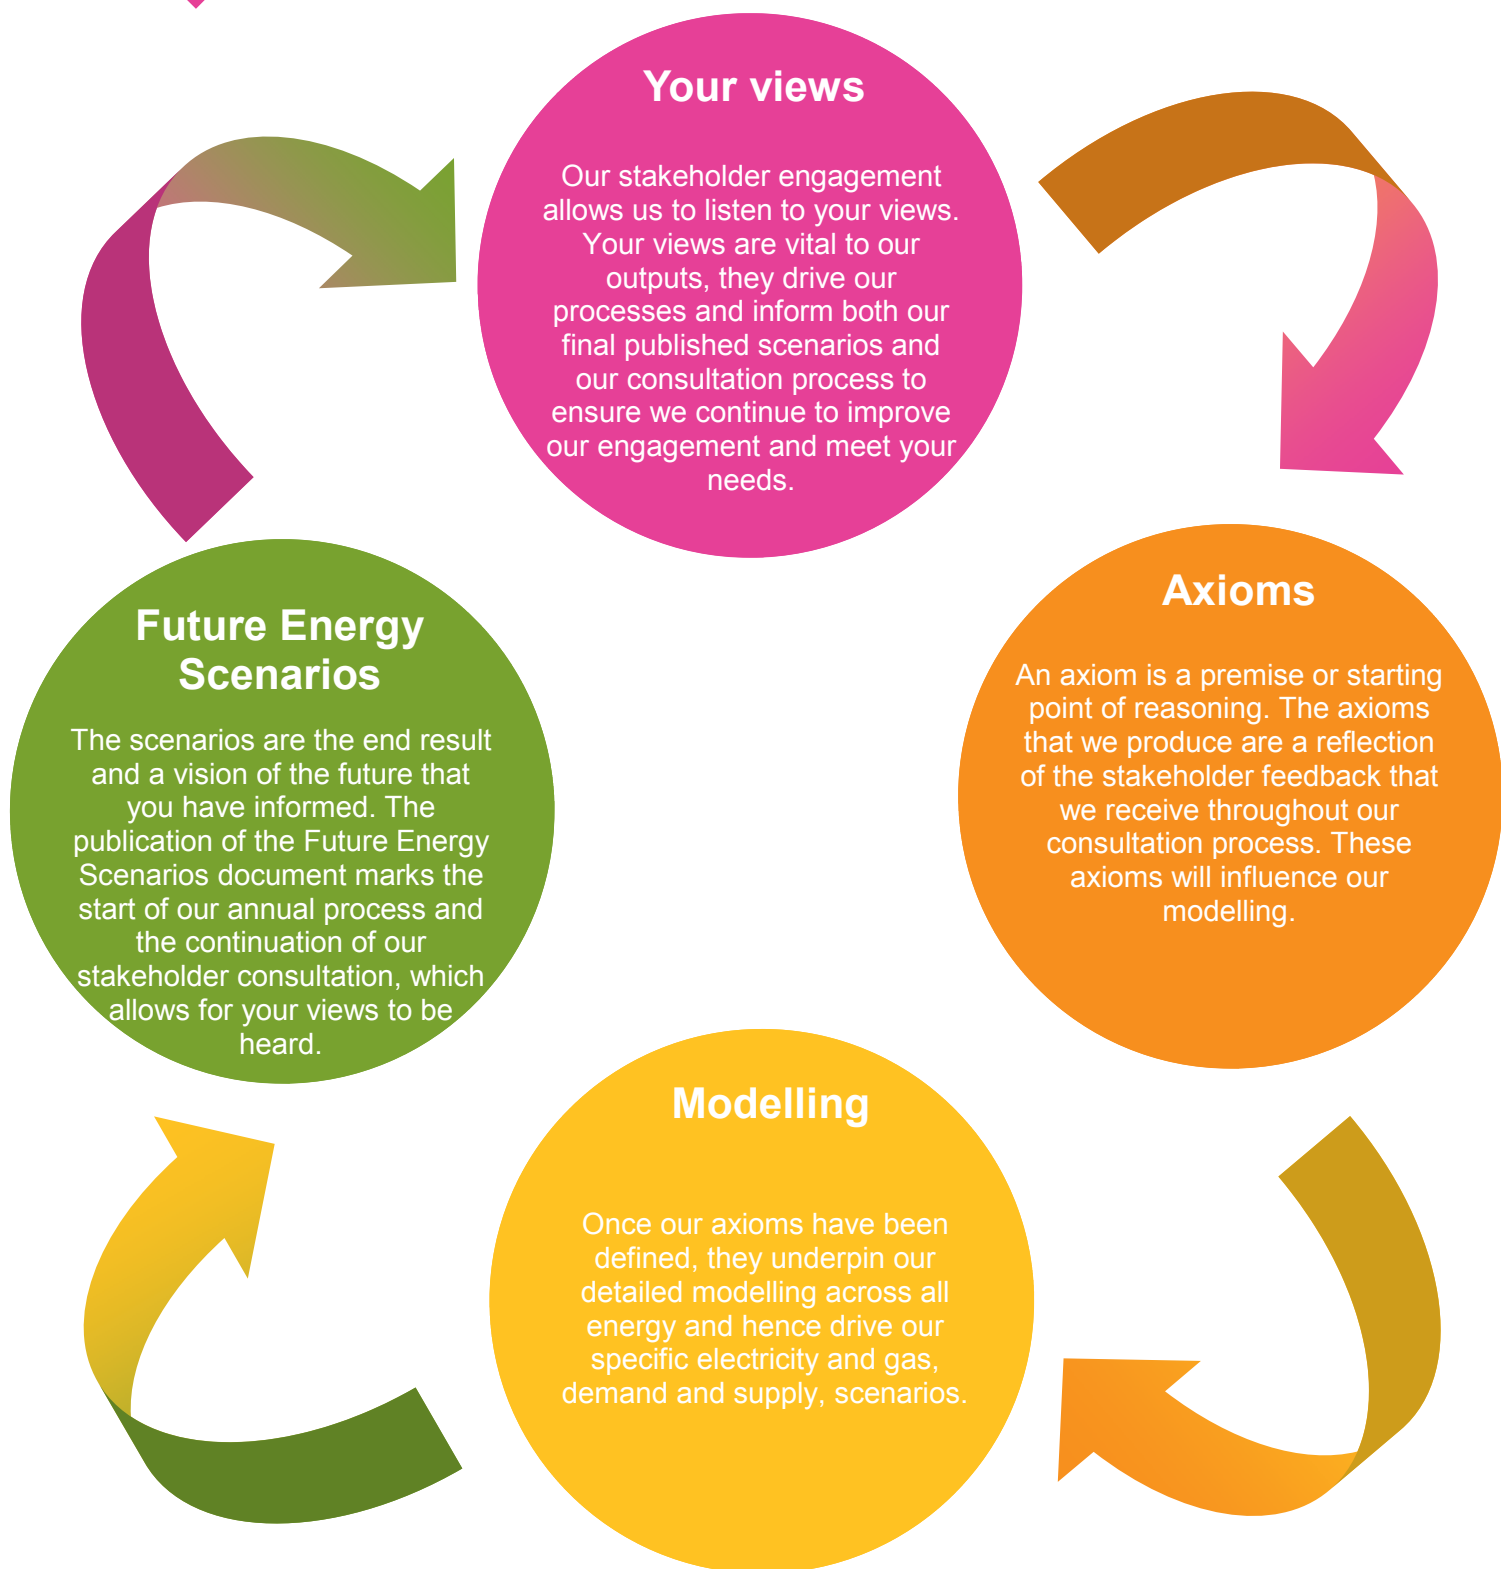 Your views
Our stakeholder engagement
allows us to listen to your views.
Your views are vital to our
outputs, they drive our
processes and inform both our
final published scenarios and
our consultation process to
ensure we continue to improve
our engagement and meet your
needs.
Axioms
An axiom is a premise or starting
point of reasoning. The axioms
that we produce are a reflection
of the stakeholder feedback that
we receive throughout our
consultation process. These
axioms will influence our
modelling.
Modelling
Once our axioms have been
defined, they underpin our
detailed modelling across all
energy and hence drive our
specific electricity and gas,
demand and supply, scenarios.
Future Energy
Scenarios
The scenarios are the end result
and a vision of the future that
you have informed. The
publication of the Future Energy
Scenarios document marks the
start of our annual process and
the continuation of our
stakeholder consultation, which
allows for your views to be
heard.